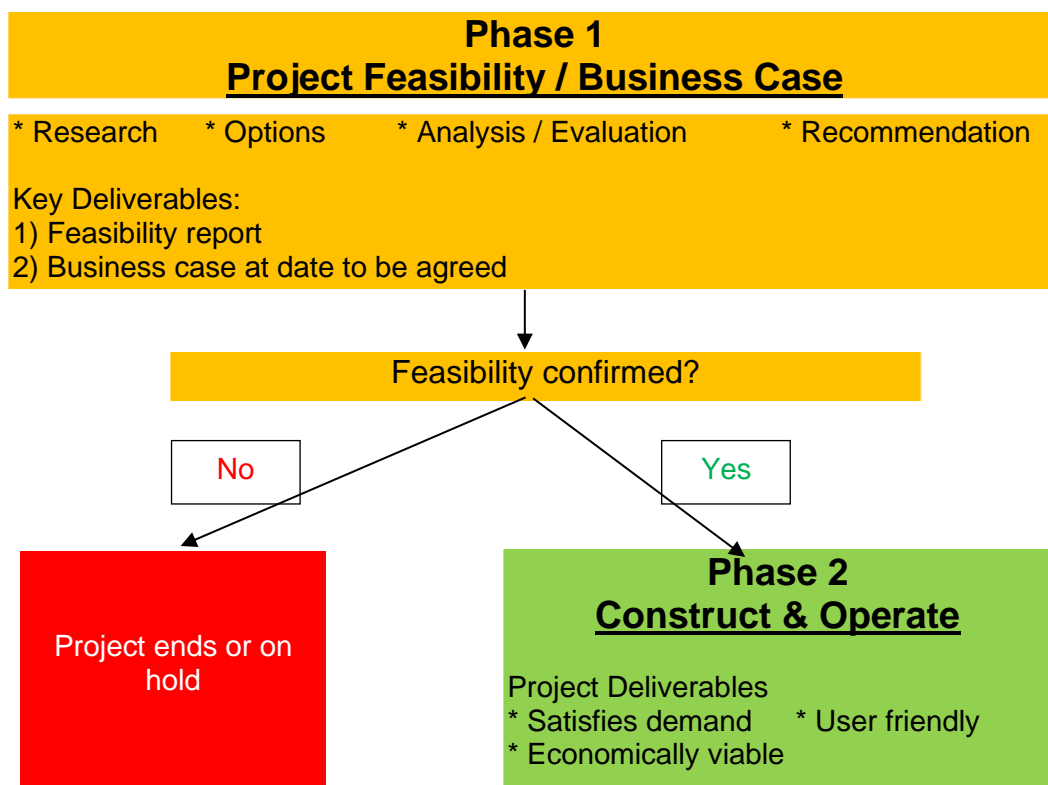 Phase 1
Project Feasibility / Business Case
* Research * Options * Analysis / Evaluation * Recommendation
Key Deliverables:
1) Feasibility report
2) Business case at date to be agreed
Feasibility confirmed?
No
Yes
Project ends or on
hold
Phase 2
Construct & Operate
Project Deliverables
* Satisfies demand * User friendly
* Economically viable